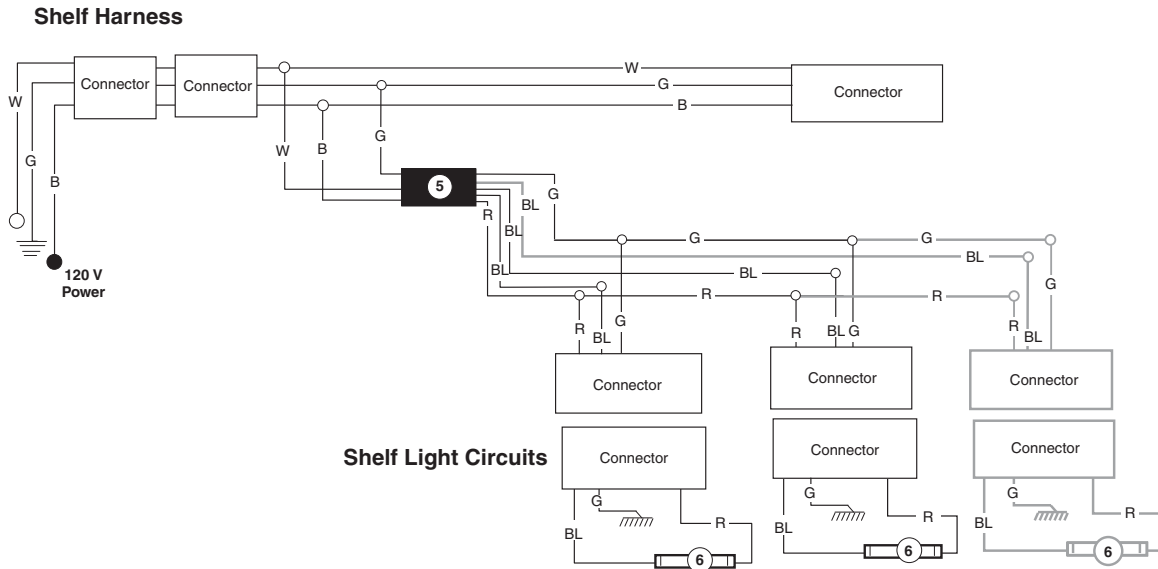 Shelf Harness
Connector
Connector
W
G
B
Connector
W
G
B
W
B
G
5
120 V
Power
G
BL
R
BL
BL
G
G
BL
BL
R
R
G
R
BL
G
R
BL
G
R
BL
Connector
Connector
Connector
Shelf Light Circuits
Connector
Connector
Connector
G
BL
R
6
G
BL
R
6
G
BL
R
6